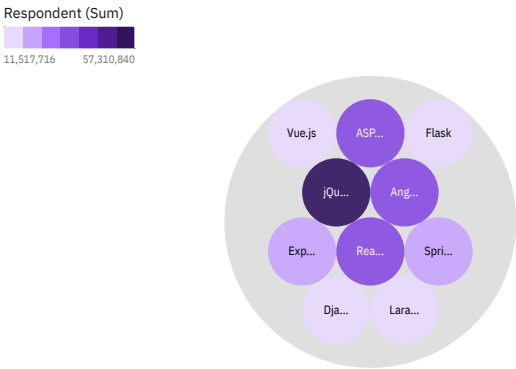 Respondent (Sum)
11,517,716 57,310,840
Vue.js ASP... Flask
jQu... Ang...
Exp... Rea... Spri...
Dja... Lara...